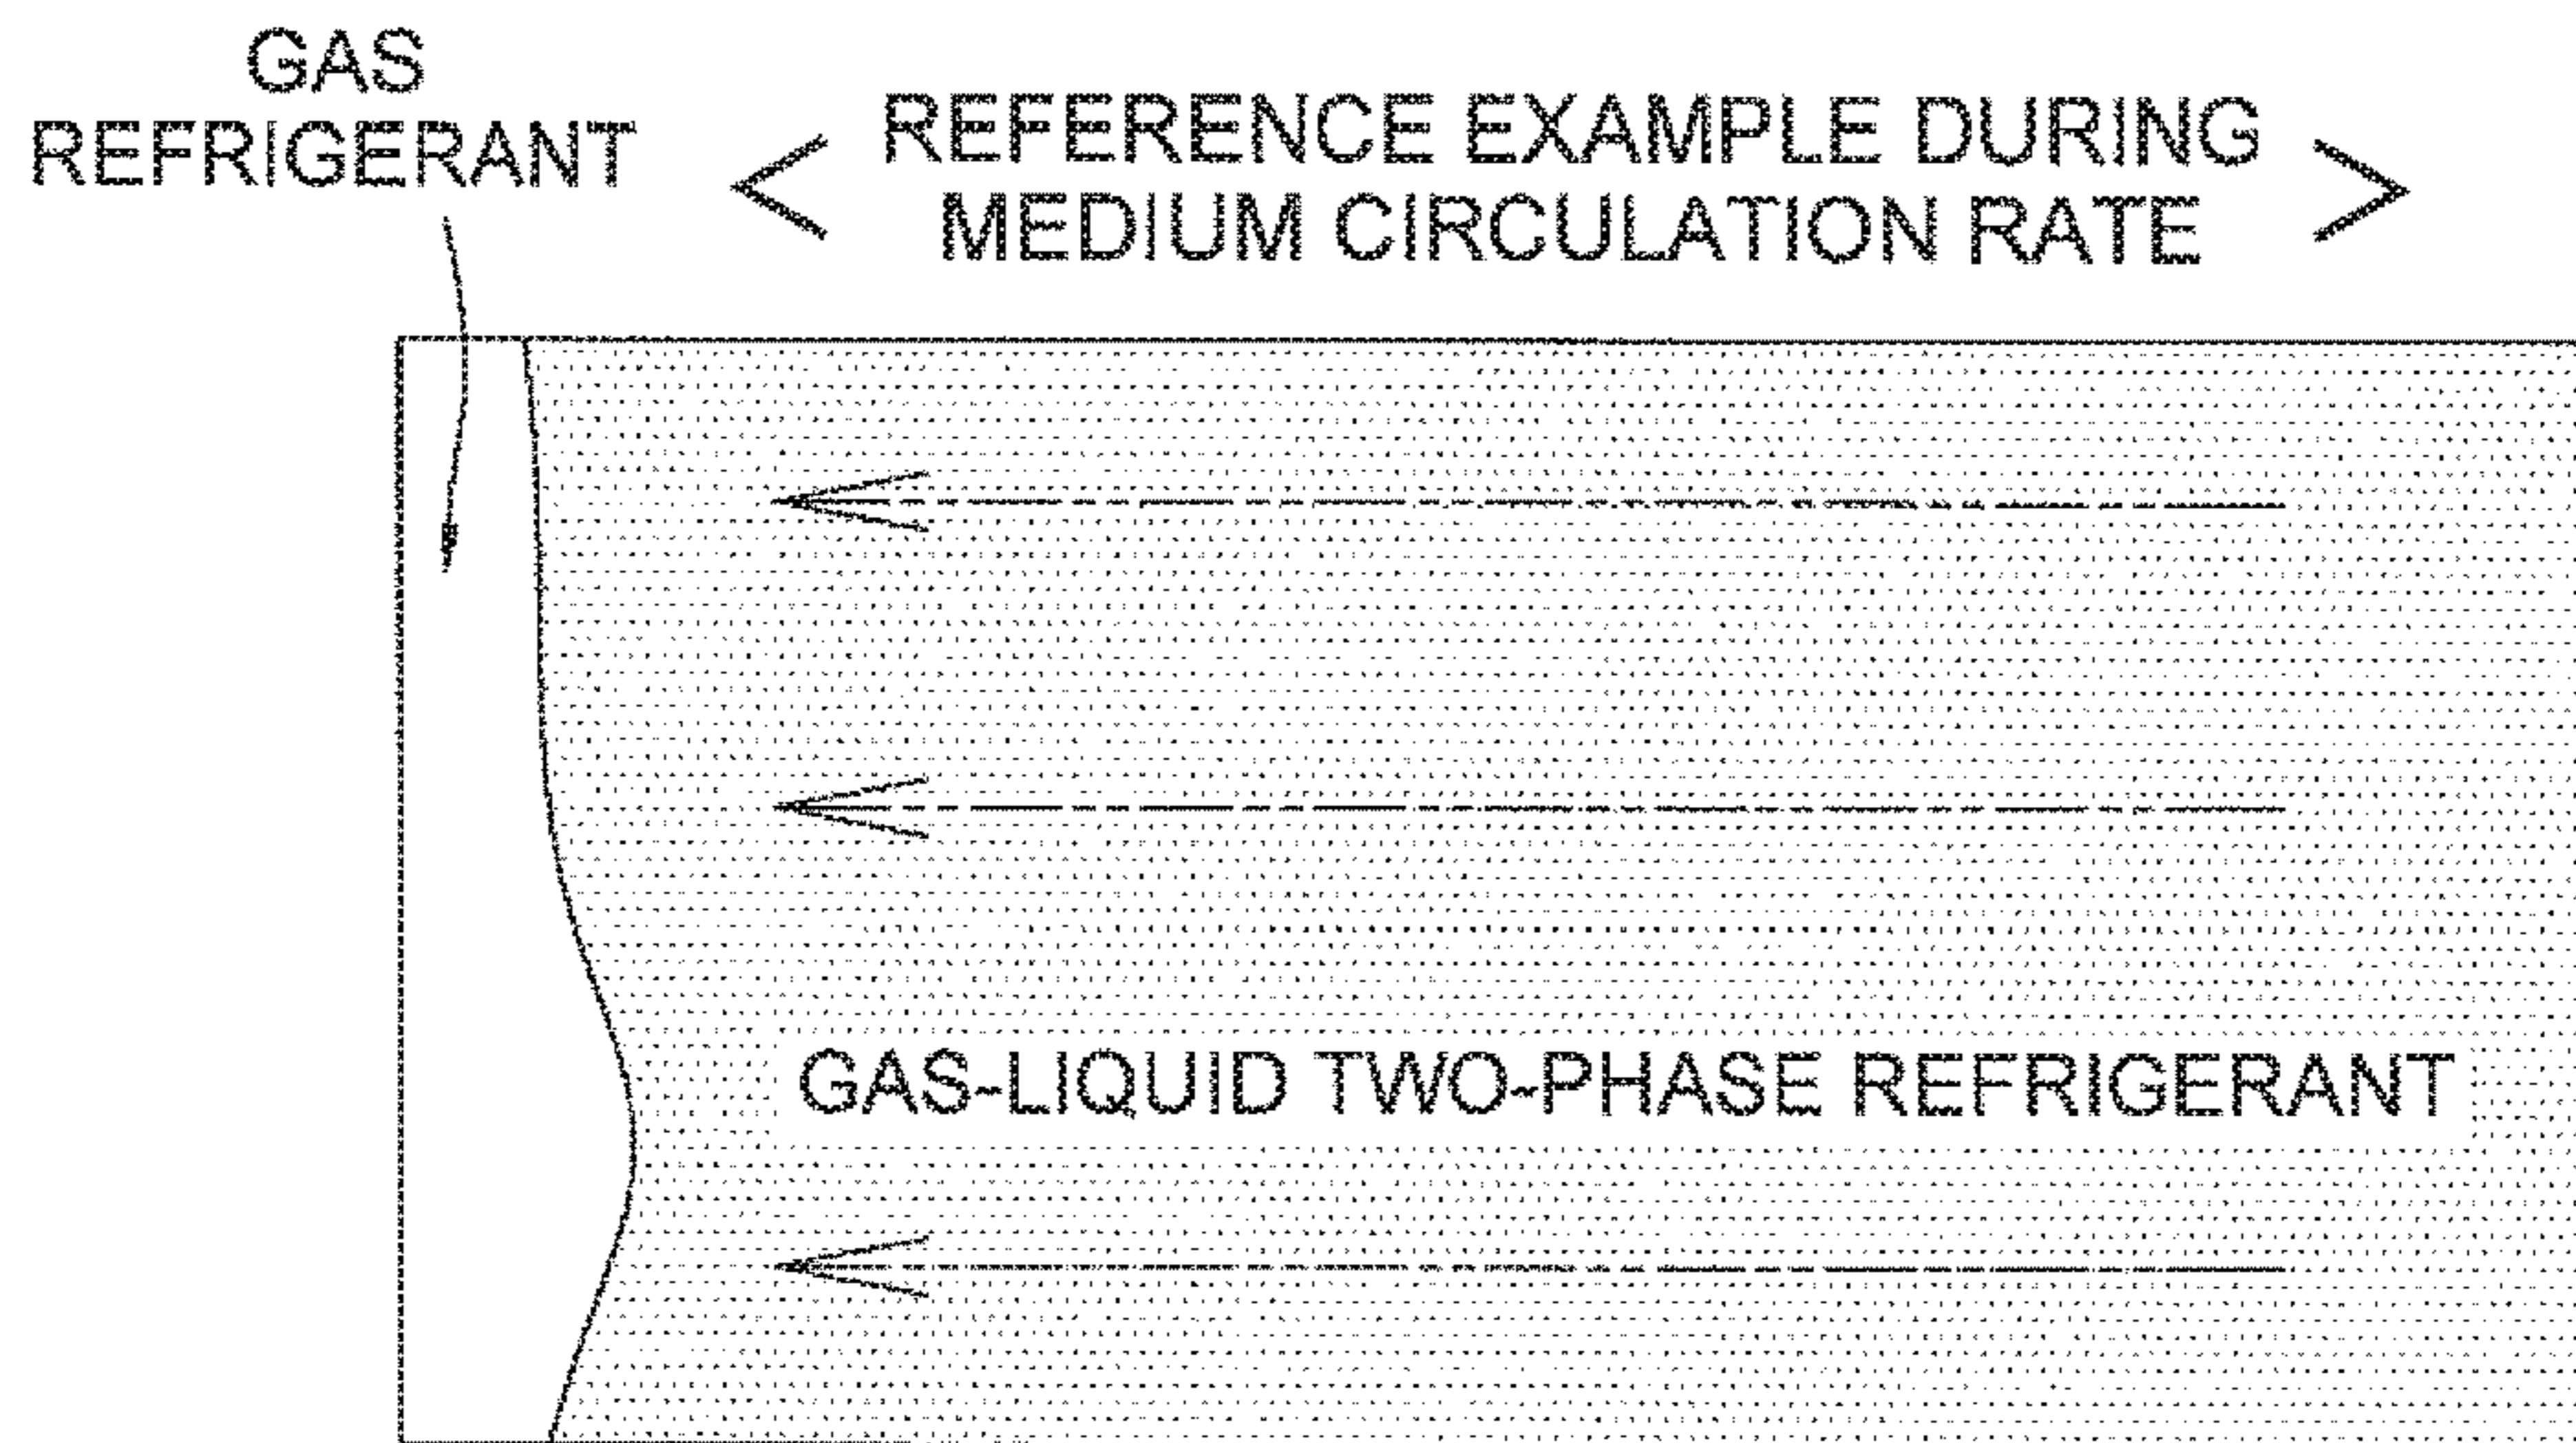 GAS
REFRIGERANT
< REFERENCE EXAMPLE DURING
MEDIUM CIRCULATION RATE >
GAS-LIQUID TWO-PHASE REFRIGERANT